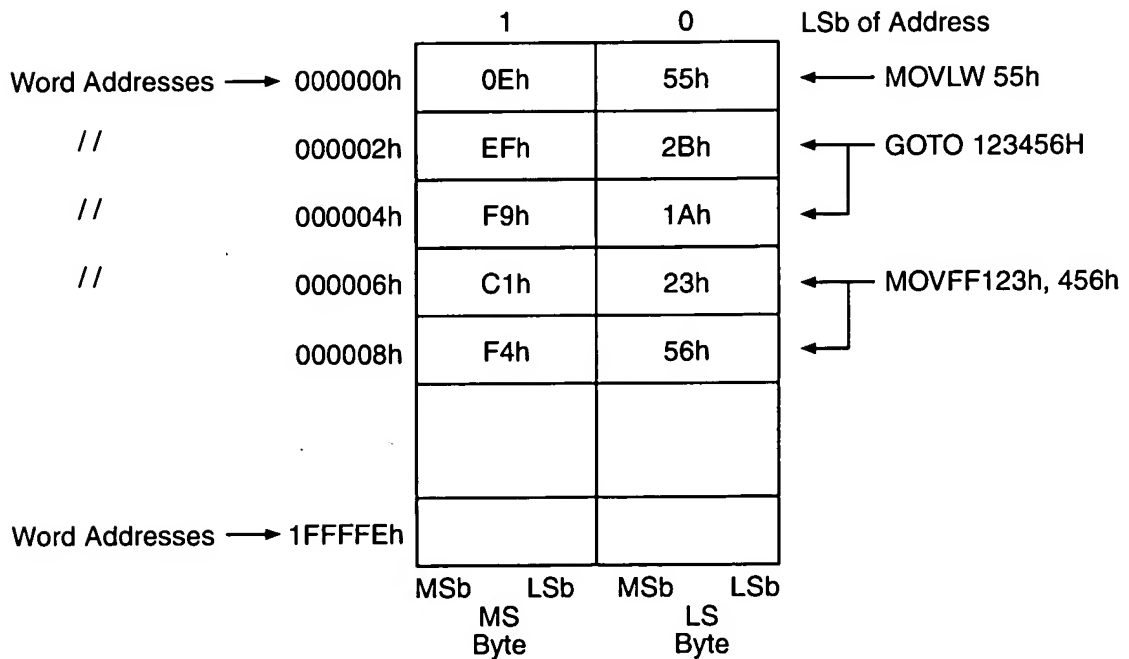 1 0 LSb of Address
Word Addresses 000000h 0Eh 55h MOVLW 55h
// 000002h EFh 2Bh GOTO 123456H
// 000004h F9h 1Ah
// 000006h C1h 23h MOVFF123h, 456h
000008h F4h 56h
Word Addresses 1FFFFEh
MSb LSb MSb LSb
MS LS
Byte Byte